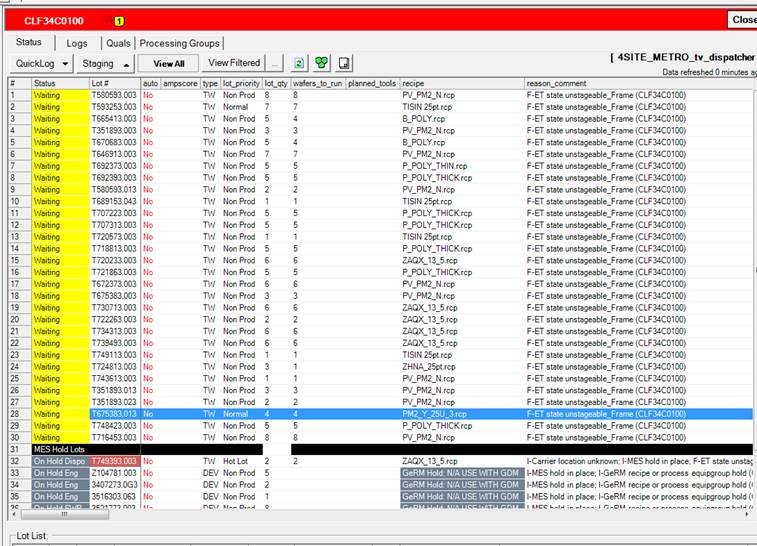 CLF34C0100 1 Close
Status Logs Quals Processing Groups
QuickLog Staging View All View Filtered ... [ 4SITE_METRO_tv_dispatcher
Data refreshed 0 minutes ag
# Status Lot # auto ampscore type lot_priority lot_qty wafers_to_run planned_tools recipe reason_comment
1 Waiting T580593.003 No TW Non Prod 8 8 PV_PM2_N.rcp F-ET state unstageable_Frame (CLF34C0100)
2 Waiting T593253.003 No TW Normal 7 7 TISIN 25pt.rcp F-ET state unstageable_Frame (CLF34C0100)
3 Waiting T665413.003 No TW Non Prod 5 4 B_POLY.rcp F-ET state unstageable_Frame (CLF34C0100)
4 Waiting T351893.003 No TW Non Prod 3 3 PV_PM2_N.rcp F-ET state unstageable_Frame (CLF34C0100)
5 Waiting T670683.003 No TW Non Prod 5 4 B_POLY.rcp F-ET state unstageable_Frame (CLF34C0100)
6 Waiting T646913.003 No TW Non Prod 7 7 PV_PM2_N.rcp F-ET state unstageable_Frame (CLF34C0100)
7 Waiting T692373.003 No TW Non Prod 5 5 P_POLY_THIN.rcp F-ET state unstageable_Frame (CLF34C0100)
8 Waiting T692393.003 No TW Non Prod 5 5 P_POLY_THICK.rcp F-ET state unstageable_Frame (CLF34C0100)
9 Waiting T580593.013 No TW Non Prod 2 2 PV_PM2_N.rcp F-ET state unstageable_Frame (CLF34C0100)
10 Waiting T689153.043 No TW Non Prod 1 1 TISIN 25pt.rcp F-ET state unstageable_Frame (CLF34C0100)
11 Waiting T707223.003 No TW Non Prod 5 5 P_POLY_THICK.rcp F-ET state unstageable_Frame (CLF34C0100)
12 Waiting T707313.003 No TW Non Prod 5 5 P_POLY_THICK.rcp F-ET state unstageable_Frame (CLF34C0100)
13 Waiting T720573.003 No TW Non Prod 1 1 TISIN 25pt.rcp F-ET state unstageable_Frame (CLF34C0100)
14 Waiting T718813.003 No TW Non Prod 5 5 P_POLY_THICK.rcp F-ET state unstageable_Frame (CLF34C0100)
15 Waiting T720233.003 No TW Non Prod 6 6 ZAQX_13_5.rcp F-ET state unstageable_Frame (CLF34C0100)
16 Waiting T721863.003 No TW Non Prod 5 5 P_POLY_THICK.rcp F-ET state unstageable_Frame (CLF34C0100)
17 Waiting T672373.003 No TW Non Prod 6 6 PV_PM2_N.rcp F-ET state unstageable_Frame (CLF34C0100)
18 Waiting T675383.003 No TW Non Prod 3 3 PV_PM2_N.rcp F-ET state unstageable_Frame (CLF34C0100)
19 Waiting T730713.003 No TW Non Prod 6 6 ZAQX_13_5.rcp F-ET state unstageable_Frame (CLF34C0100)
20 Waiting T722263.003 No TW Non Prod 2 2 ZAQX_13_5.rcp F-ET state unstageable_Frame (CLF34C0100)
21 Waiting T734313.003 No TW Non Prod 6 6 ZAQX_13_5.rcp F-ET state unstageable_Frame (CLF34C0100)
22 Waiting T739493.003 No TW Non Prod 6 6 ZAQX_13_5.rcp F-ET state unstageable_Frame (CLF34C0100)
23 Waiting T749113.003 No TW Non Prod 1 1 TISIN 25pt.rcp F-ET state unstageable_Frame (CLF34C0100)
24 Waiting T724813.003 No TW Non Prod 3 1 ZHNA_25pt.rcp F-ET state unstageable_Frame (CLF34C0100)
25 Waiting T743613.003 No TW Non Prod 1 1 PV_PM2_N.rcp F-ET state unstageable_Frame (CLF34C0100)
26 Waiting T351893.013 No TW Non Prod 3 3 PV_PM2_N.rcp F-ET state unstageable_Frame (CLF34C0100)
27 Waiting T351893.023 No TW Non Prod 2 2 PV_PM2_N.rcp F-ET state unstageable_Frame (CLF34C0100)
28 Waiting T675383.013 No TW Normal 4 4 PM2_Y_25U_3.rcp F-ET state unstageable_Frame (CLF34C0100)
29 Waiting T748423.003 No TW Non Prod 5 5 P_POLY_THICK.rcp F-ET state unstageable_Frame (CLF34C0100)
30 Waiting T716453.003 No TW Non Prod 8 8 PV_PM2_N.rcp F-ET state unstageable_Frame (CLF34C0100)
31 MES Hold Lots
32 On Hold Dispo T749393.003 No TW Hot Lot 2 2 ZAQX_13_5.rcp I-Carrier location unknown; I-MES hold in place; F-ET state unstag
33 On Hold Eng Z104781.003 No DEV Non Prod 5 GeRM Hold: N/A USE WITH GDM I-MES hold in place; I-GeRM recipe or process equipgroup hold (
34 On Hold Eng 3407273.0G3 No DEV Non Prod 2 GeRM Hold: N/A USE WITH GDM I-MES hold in place; I-GeRM recipe or process equipgroup hold (
35 On Hold Eng 3516303.063 No DEV Non Prod 1 GeRM Hold: N/A USE WITH GDM I-MES hold in place; I-GeRM recipe or process equipgroup hold (
Lot List: